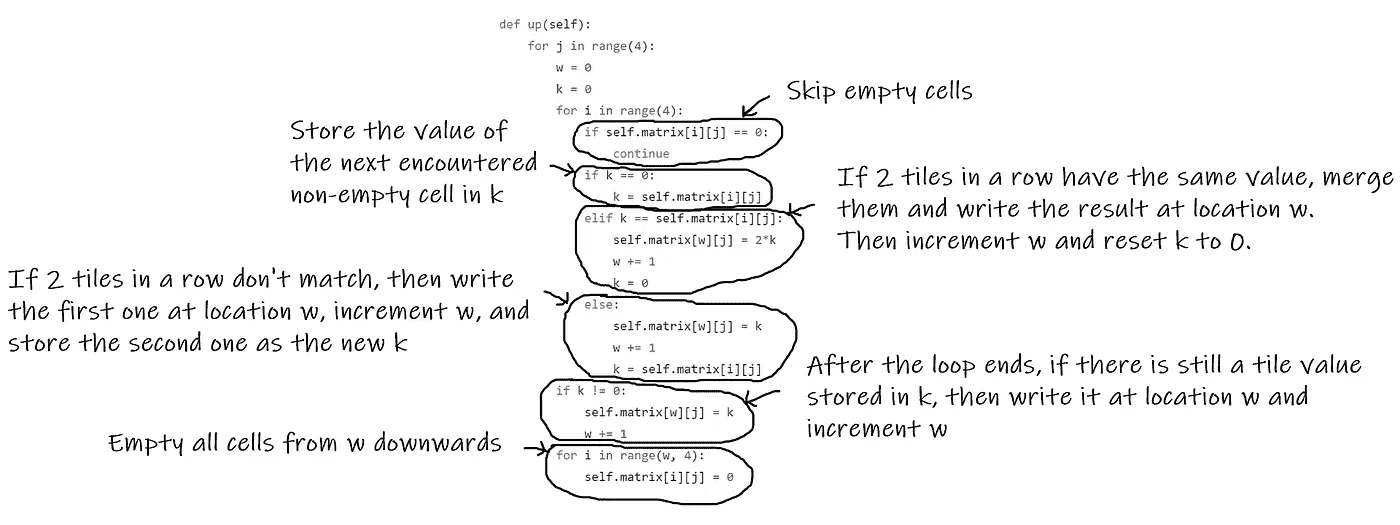 def up(self):
for j in range(4):
w = 0
k = 0
for i in range(4):
if self.matrix[i][j] == 0:
continue
if k == 0:
k = self.matrix[i][j]
elif k == self.matrix[i][j]:
self.matrix[w][j] = 2*k
w += 1
k = 0
else:
self.matrix[w][j] = k
w += 1
k = self.matrix[i][j]
if k != 0:
self.matrix[w][j] = k
w += 1
for i in range(w, 4):
self.matrix[i][j] = 0
Skip empty cells
Store the value of
the next encountered
non-empty cell in k
If 2 tiles in a row have the same value, merge
them and write the result at location w.
Then increment w and reset k to 0.
If 2 tiles in a row don't match, then write
the first one at location w, increment w, and
store the second one as the new k
After the loop ends, if there is still a tile value
stored in k, then write it at location w and
increment w
Empty all cells from w downwards